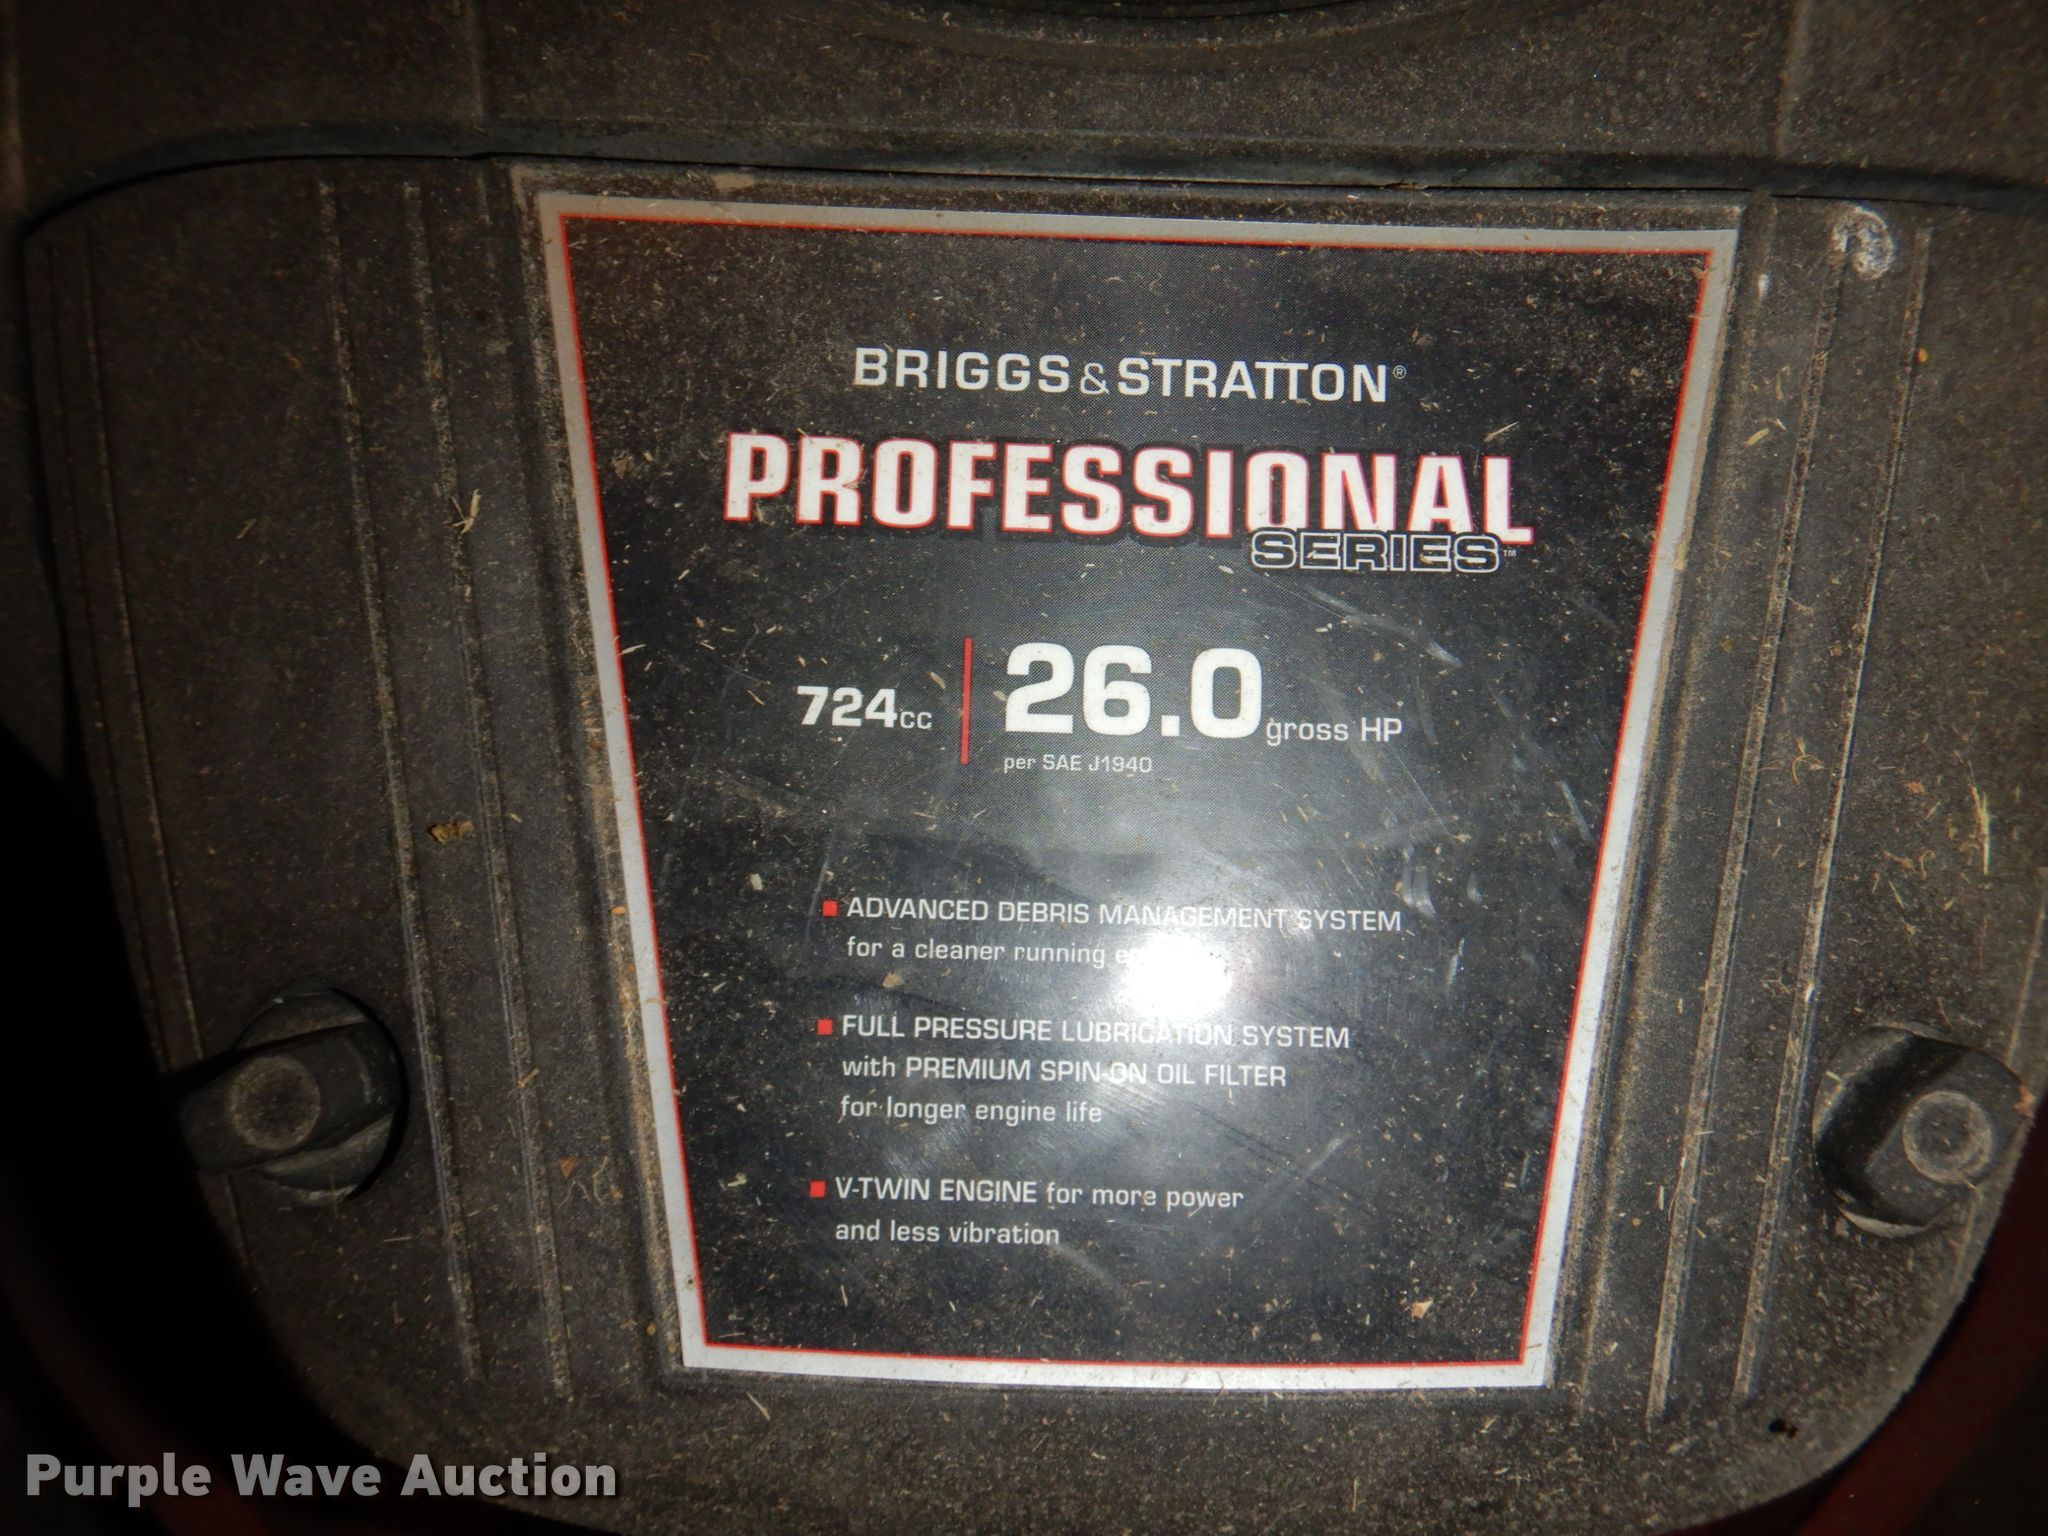 BRIGGS & STRATTON®
PROFESSIONAL
SERIES™
724cc 26.0 gross HP
per SAE J1940
ADVANCED DEBRIS MANAGEMENT SYSTEM
for a cleaner running
FULL PRESSURE LUBRICATION SYSTEM
with PREMIUM SPIN-ON OIL FILTER
for longer engine life
V-TWIN ENGINE for more power
and less vibration
Purple Wave Auction